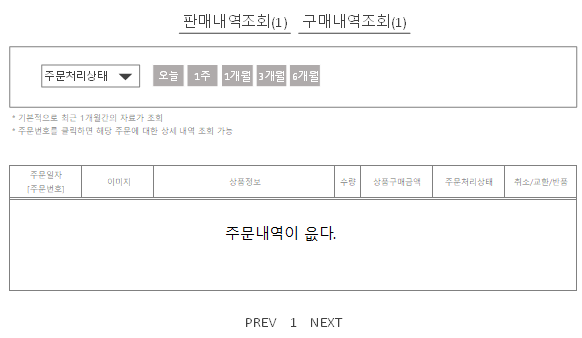 판매내역조회(1) 구매내역조회(1)
주문처리상태 오늘 1주 1개월 3개월 6개월
* 기본적으로 최근 1개월간의 자료가 조회
* 주문번호를 클릭하면 해당 주문에 대한 상세 내역 조회 가능
주문일자
[주문번호]
이미지 상품정보 수량 상품구매금액 주문처리상태 취소/교환/반품
주문내역이 읎다.
PREV 1 NEXT